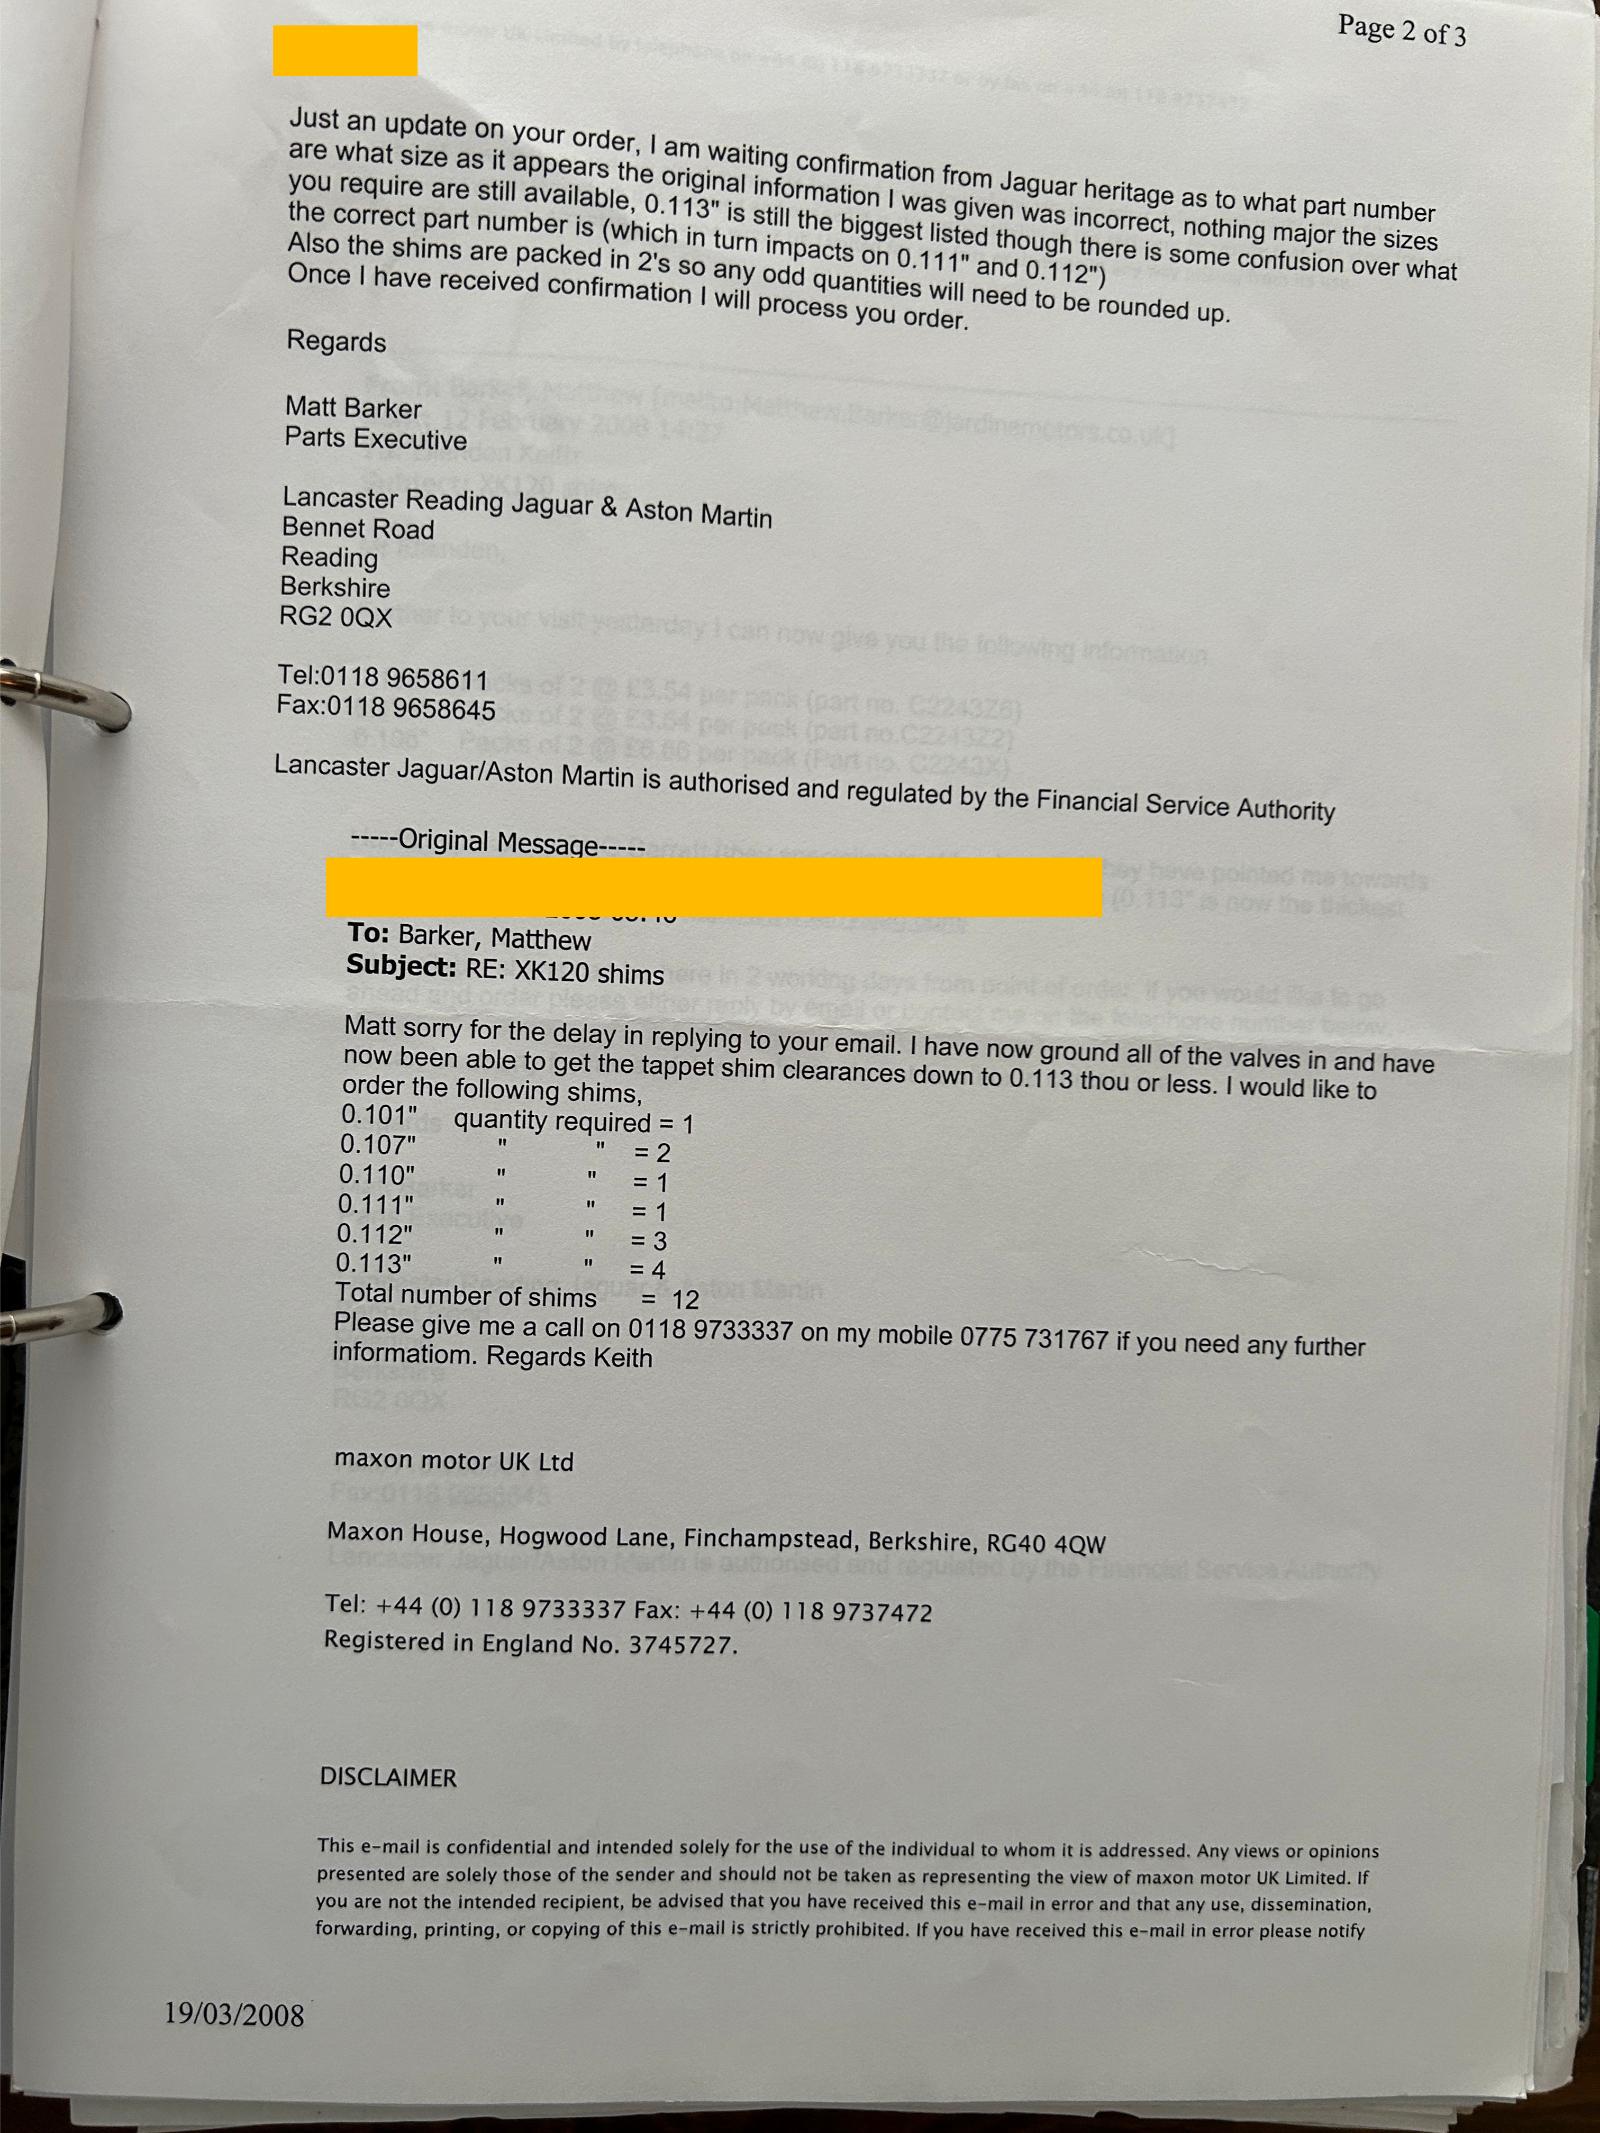 Page 2 of 3
Just an update on your order, I am waiting confirmation from Jaguar heritage as to what part number
are what size as it appears the original information I was given was incorrect, nothing major the sizes
you require are still available, 0.113" is still the biggest listed though there is some confusion over what
the correct part number is (which in turn impacts on 0.111" and 0.112")
Also the shims are packed in 2's so any odd quantities will need to be rounded up.
Once I have received confirmation I will process you order.
Regards
Matt Barker
Parts Executive
Lancaster Reading Jaguar & Aston Martin
Bennet Road
Reading
Berkshire
RG2 0QX
Tel:0118 9658611
Fax:0118 9658645
Lancaster Jaguar/Aston Martin is authorised and regulated by the Financial Service Authority
-----Original Message-----
To: Barker, Matthew
Subject: RE: XK120 shims
Matt sorry for the delay in replying to your email. I have now ground all of the valves in and have
now been able to get the tappet shim clearances down to 0.113 thou or less. I would like to
order the following shims,
0.101" quantity required = 1
0.107" " " = 2
0.110" " " = 1
0.111" " " = 1
0.112" " " = 3
0.113" " " = 4
Total number of shims = 12
Please give me a call on 0118 9733337 on my mobile 0775 731767 if you need any further
informatiom. Regards Keith
maxon motor UK Ltd
Maxon House, Hogwood Lane, Finchampstead, Berkshire, RG40 4QW
Tel: +44 (0) 118 9733337 Fax: +44 (0) 118 9737472
Registered in England No. 3745727.
DISCLAIMER
This e-mail is confidential and intended solely for the use of the individual to whom it is addressed. Any views or opinions
presented are solely those of the sender and should not be taken as representing the view of maxon motor UK Limited. If
you are not the intended recipient, be advised that you have received this e-mail in error and that any use, dissemination,
forwarding, printing, or copying of this e-mail is strictly prohibited. If you have received this e-mail in error please notify
19/03/2008